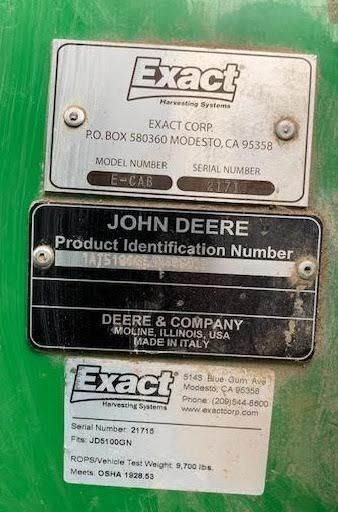 Exact
Harvesting Systems
EXACT CORP.
P.O. BOX 580360 MODESTO, CA 95358
MODEL NUMBER SERIAL NUMBER
E-CAB 21715
JOHN DEERE
Product Identification Number
DEERE & COMPANY
MOLINE, ILLINOIS, USA
MADE IN ITALY
Exact
Harvesting Systems
5143 Blue Gum Ave
Modesto, CA 95358
Phone: (209)544-8600
www.exactcorp.com
Serial Number: 21715
Fits: JD5100GN
ROPS/Vehicle Test Weight: 9,700 lbs.
Meets: OSHA 1928.53